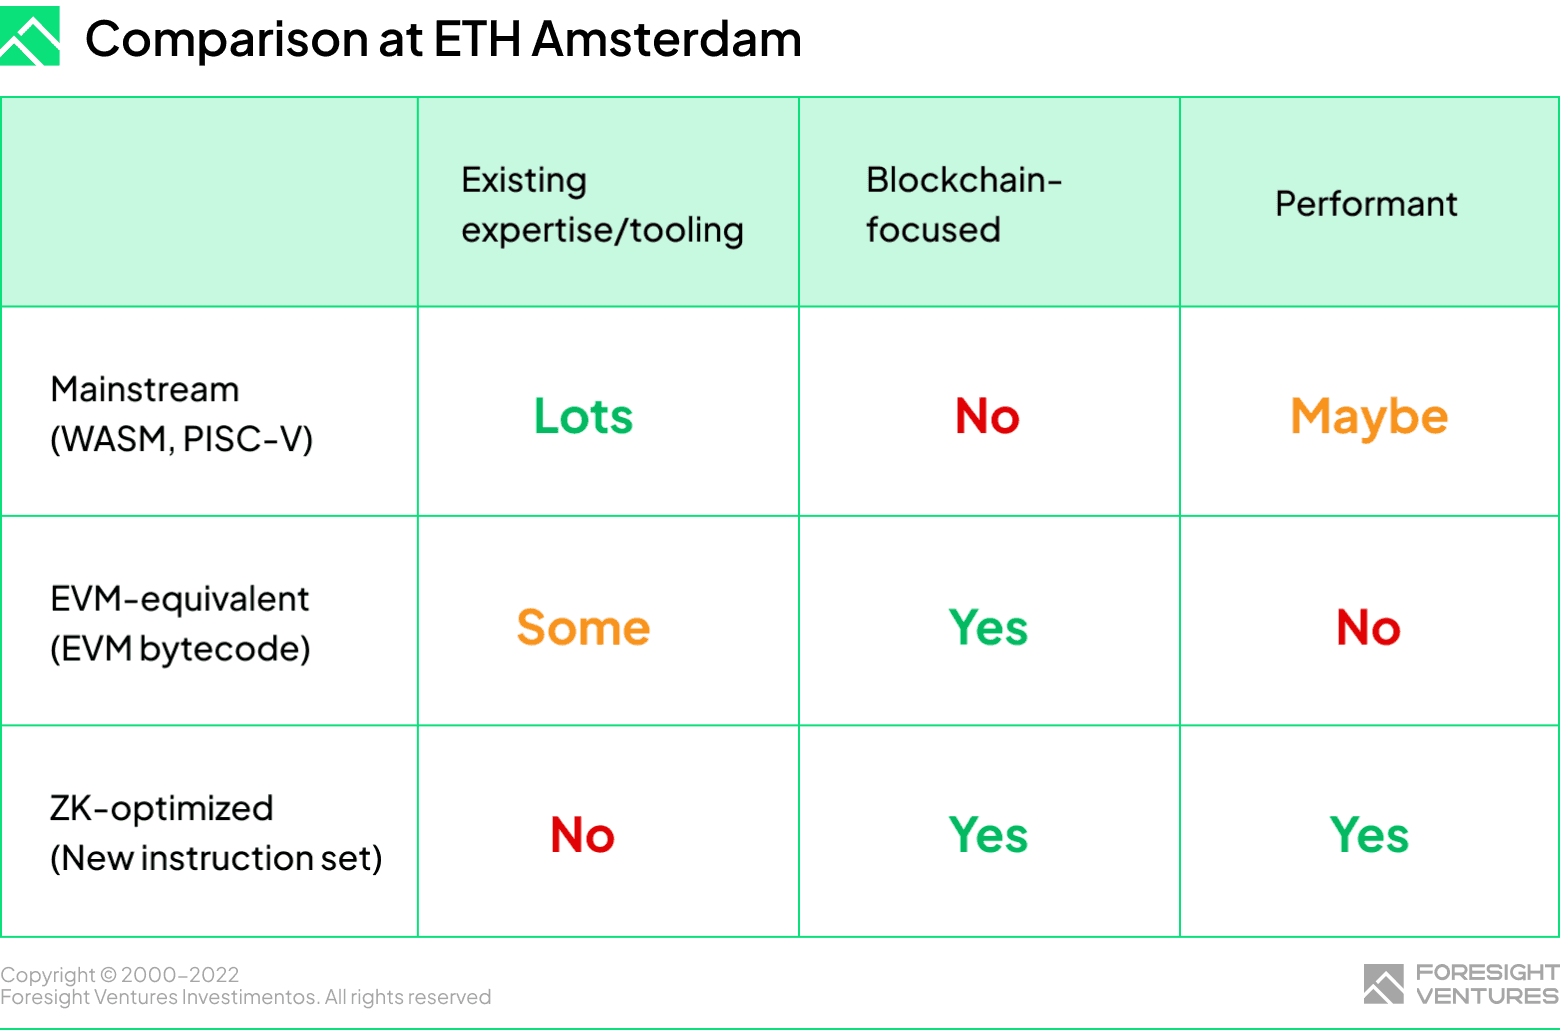 Comparison at ETH Amsterdam
Existing
expertise/tooling
Blockchain-
focused
Performant
Mainstream
(WASM, PISC-V)
Lots
No
Maybe
EVM-equivalent
(EVM bytecode)
Some
Yes
No
ZK-optimized
(New instruction set)
No
Yes
Yes
Copyright © 2000-2022
Foresight Ventures Investimentos. All rights reserved
FORESIGHT
VENTURES